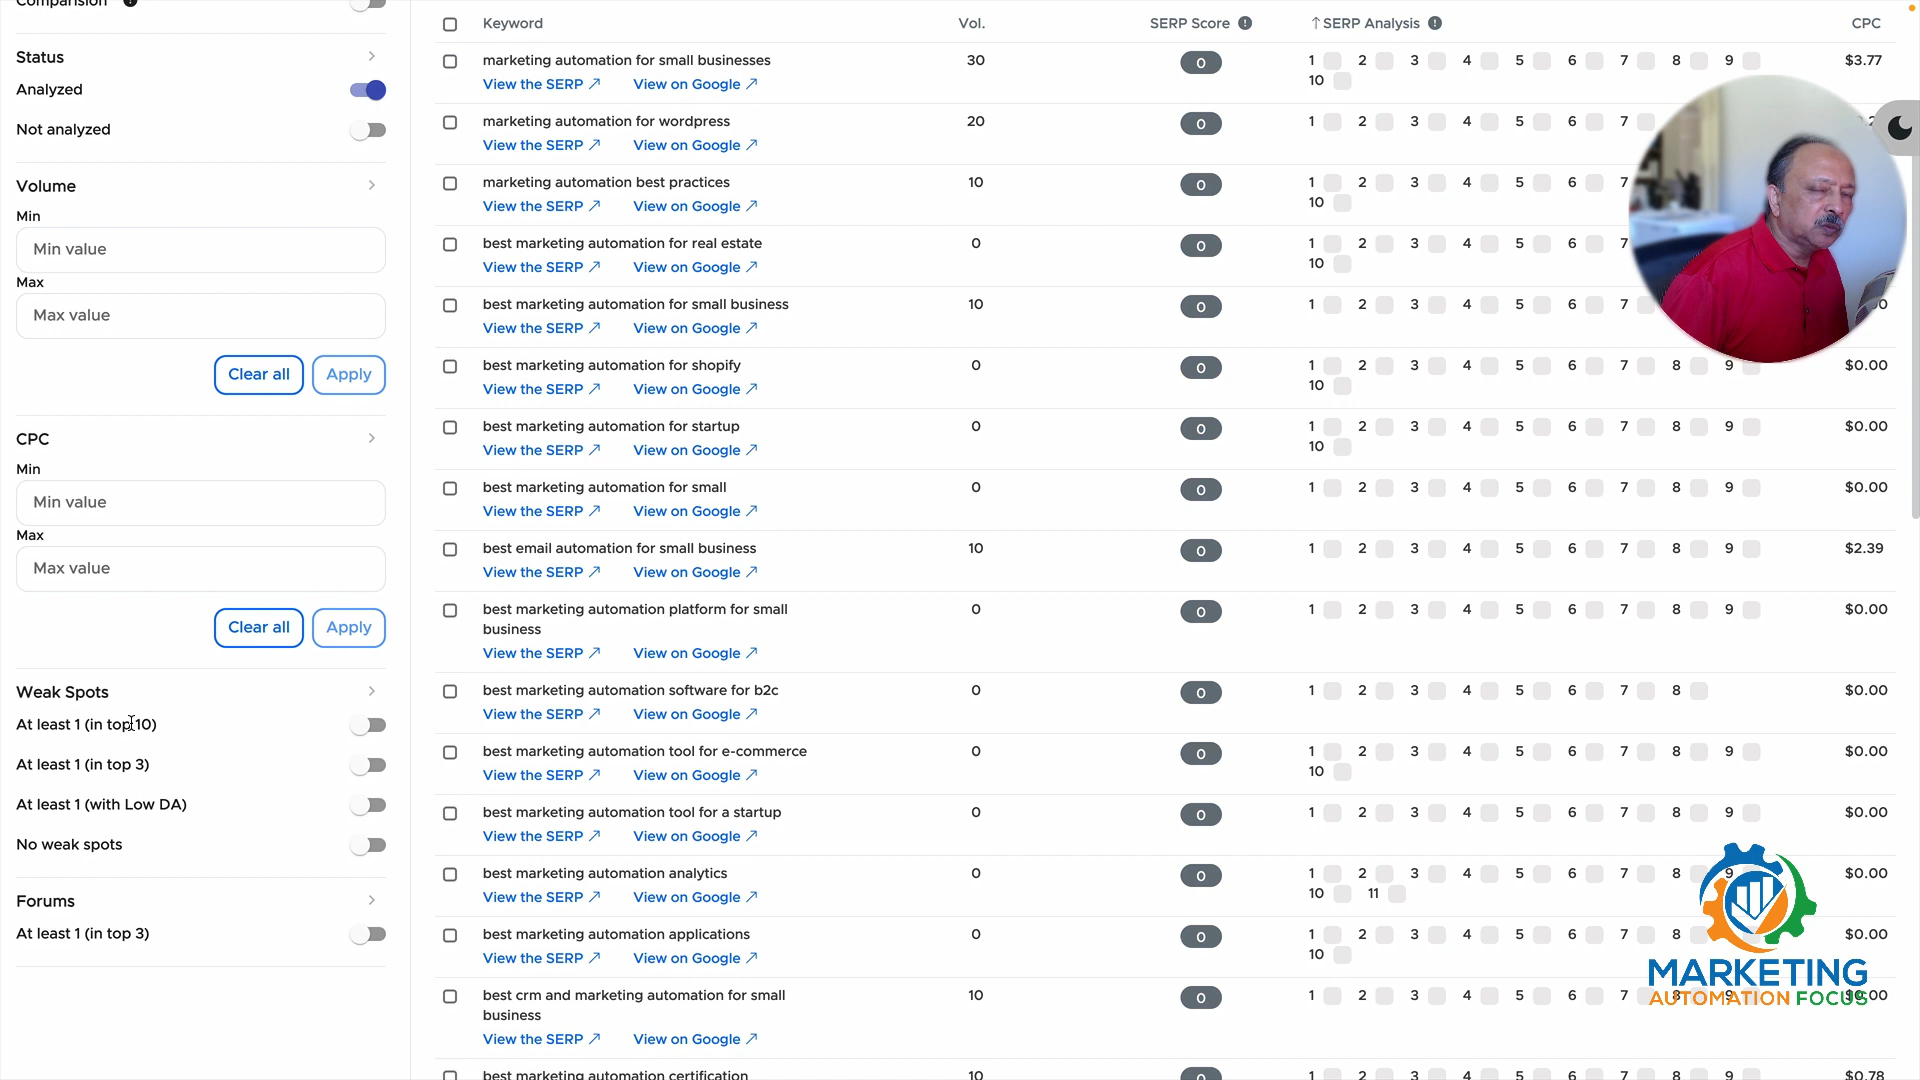 Comparision
Status
Analyzed
Not analyzed
Volume
Min
Min value
Max
Max value
Clear all Apply
CPC
Min
Min value
Max
Max value
Clear all Apply
Weak Spots
At least 1 (in top 10)
At least 1 (in top 3)
At least 1 (with Low DA)
No weak spots
Forums
At least 1 (in top 3)
Keyword Vol. SERP Score ↑ SERP Analysis CPC
marketing automation for small businesses 30 0 1 2 3 4 5 6 7 8 9 $3.77
View the SERP View on Google 10
marketing automation for wordpress 20 0 1 2 3 4 5 6 7
View the SERP View on Google
marketing automation best practices 10 0 1 2 3 4 5 6 7
View the SERP View on Google 10
best marketing automation for real estate 0 0 1 2 3 4 5 6 7
View the SERP View on Google 10
best marketing automation for small business 10 0 1 2 3 4 5 6 7
View the SERP View on Google
best marketing automation for shopify 0 0 1 2 3 4 5 6 7 8 9 $0.00
View the SERP View on Google 10
best marketing automation for startup 0 0 1 2 3 4 5 6 7 8 9 $0.00
View the SERP View on Google 10
best marketing automation for small 0 0 1 2 3 4 5 6 7 8 9 $0.00
View the SERP View on Google
best email automation for small business 10 0 1 2 3 4 5 6 7 8 9 $2.39
View the SERP View on Google
best marketing automation platform for small 0 0 1 2 3 4 5 6 7 8 9 $0.00
business
View the SERP View on Google
best marketing automation software for b2c 0 0 1 2 3 4 5 6 7 8 $0.00
View the SERP View on Google
best marketing automation tool for e-commerce 0 0 1 2 3 4 5 6 7 8 9 $0.00
View the SERP View on Google 10
best marketing automation tool for a startup 0 0 1 2 3 4 5 6 7 8 9 $0.00
View the SERP View on Google
best marketing automation analytics 0 0 1 2 3 4 5 6 7 8 9 $0.00
View the SERP View on Google 10 11
best marketing automation applications 0 0 1 2 3 4 5 6 7 8 $0.00
View the SERP View on Google 10
best crm and marketing automation for small 10 0 1 2 3 4 5 6 7 8 $0.00
business
View the SERP View on Google
best marketing automation certification 10 0 1 2 3 4 5 6 7 8 9 $0.78
MARKETING
AUTOMATION FOCUS